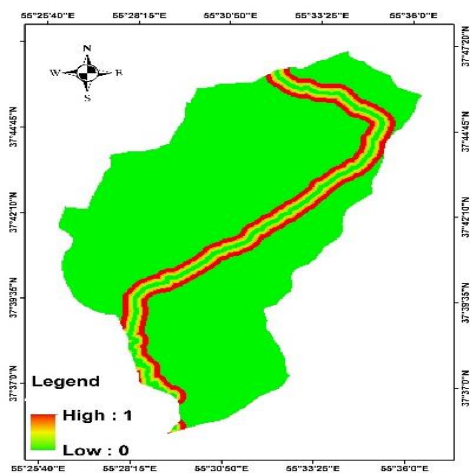 55°25'40"E 55°28'15"E 55°30'50"E 55°33'25"E 55°36'0"E
N
W E
S
37°47'20"N
37°44'45"N 37°44'45"N
37°42'10"N 37°42'10"N
37°39'35"N 37°39'35"N
37°37'0"N 37°37'0"N
Legend
High : 1
Low : 0
55°25'40"E 55°28'15"E 55°30'50"E 55°33'25"E 55°36'0"E